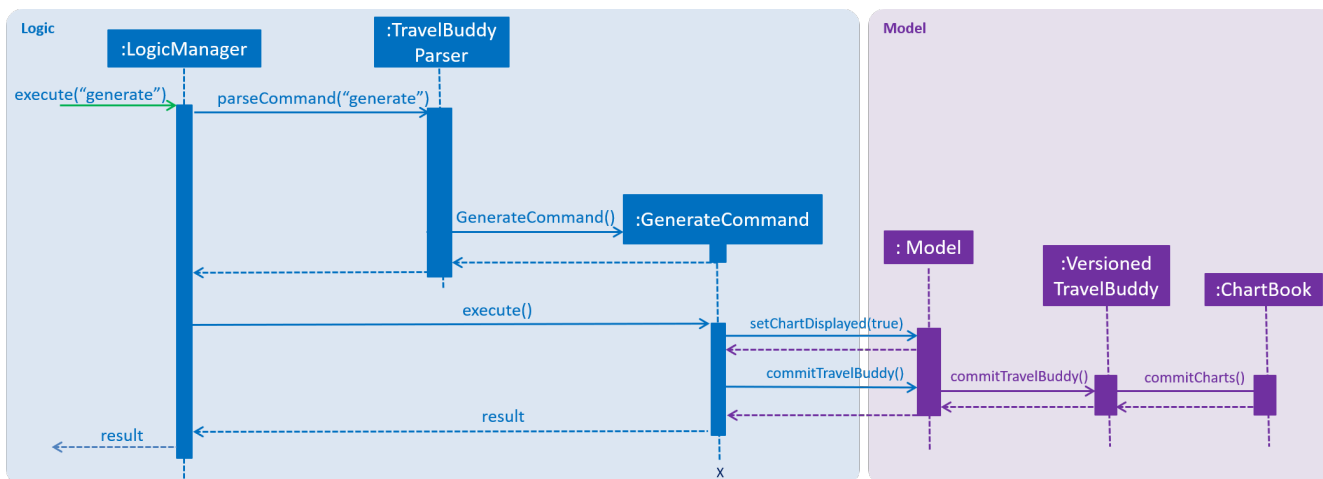 Logic
Model
:LogicManager
:TravelBuddy
Parser
execute(“generate”)
parseCommand(“generate”)
GenerateCommand()
:GenerateCommand
: Model
:Versioned
TravelBuddy
:ChartBook
execute()
setChartDisplayed(true)
commitTravelBuddy()
commitTravelBuddy()
commitCharts()
result
result
X